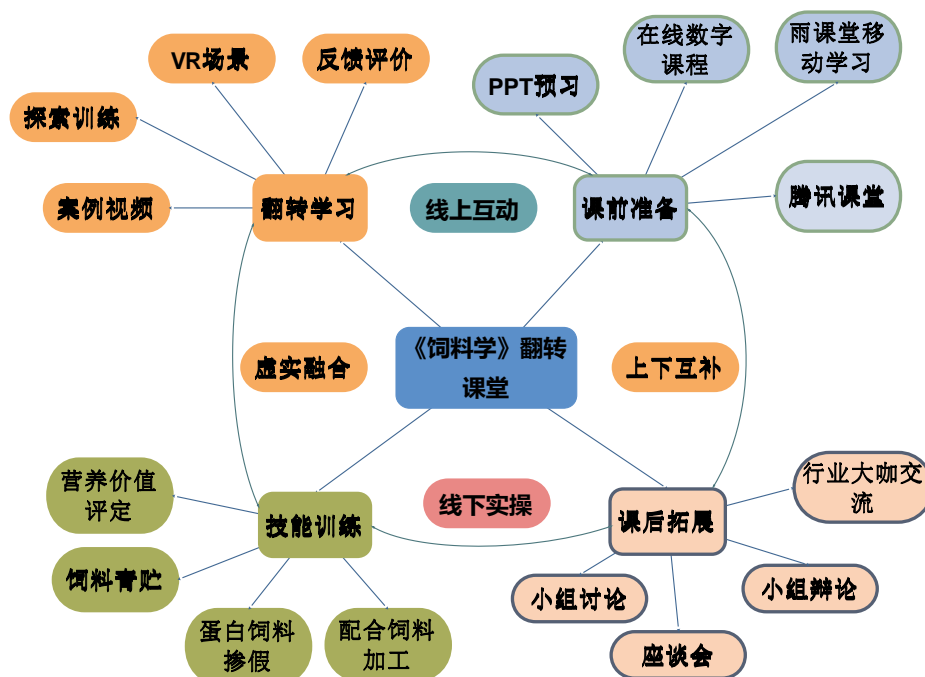 VR场景
反馈评价
在线数字
课程
雨课堂移
动学习
PPT预习
探索训练
案例视频
翻转学习
线上互动
课前准备
腾讯课堂
《饲料学》翻转
课堂
虚实融合
上下互补
营养价值
评定
技能训练
线下实操
课后拓展
行业大咖交
流
饲料青贮
小组讨论
小组辩论
蛋白饲料
掺假
配合饲料
加工
座谈会